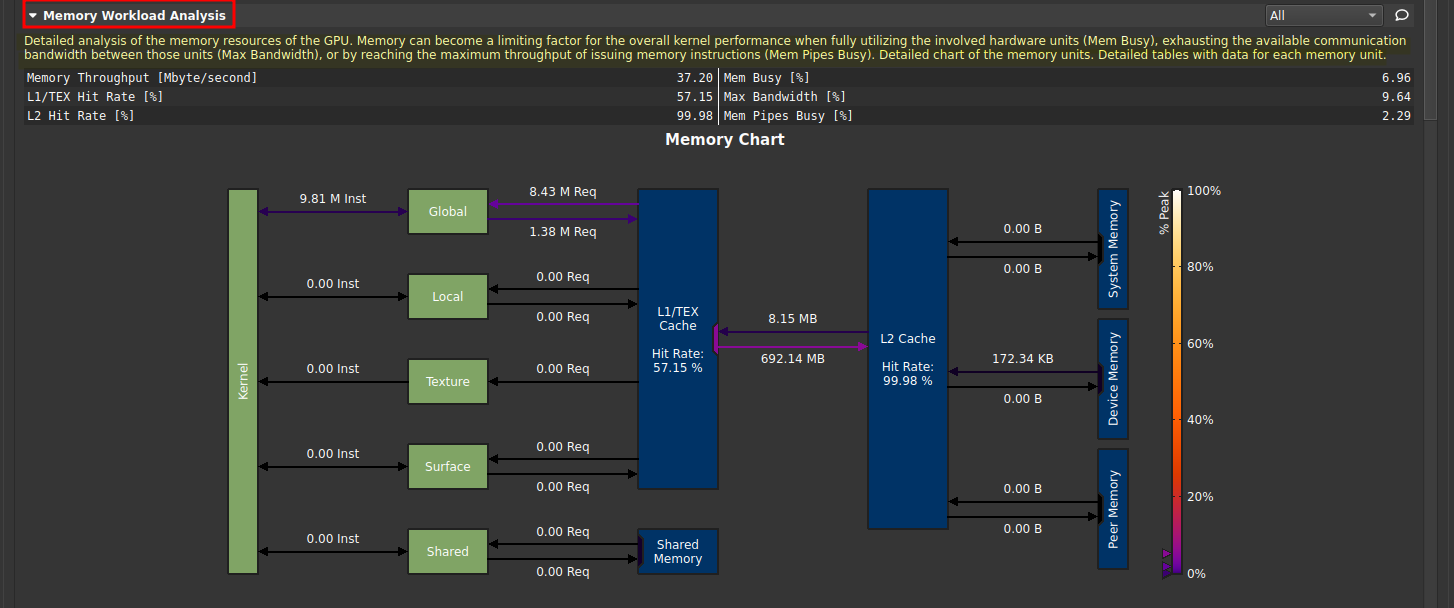 Memory Workload Analysis
All
Detailed analysis of the memory resources of the GPU. Memory can become a limiting factor for the overall kernel performance when fully utilizing the involved hardware units (Mem Busy), exhausting the available communication
bandwidth between those units (Max Bandwidth), or by reaching the maximum throughput of issuing memory instructions (Mem Pipes Busy). Detailed chart of the memory units. Detailed tables with data for each memory unit.
Memory Throughput [Mbyte/second] 37.20 Mem Busy [%] 6.96
L1/TEX Hit Rate [%] 57.15 Max Bandwidth [%] 9.64
L2 Hit Rate [%] 99.98 Mem Pipes Busy [%] 2.29
Memory Chart
Kernel
9.81 M Inst
Global
8.43 M Req
1.38 M Req
0.00 Inst
Local
0.00 Req
0.00 Req
0.00 Inst
Texture
0.00 Req
0.00 Inst
Surface
0.00 Req
0.00 Req
0.00 Inst
Shared
0.00 Req
0.00 Req
L1/TEX
Cache
Hit Rate:
57.15 %
Shared
Memory
8.15 MB
692.14 MB
L2 Cache
Hit Rate:
99.98 %
0.00 B
0.00 B
System Memory
172.34 KB
0.00 B
Device Memory
0.00 B
0.00 B
Peer Memory
% Peak
100%
80%
60%
40%
20%
0%